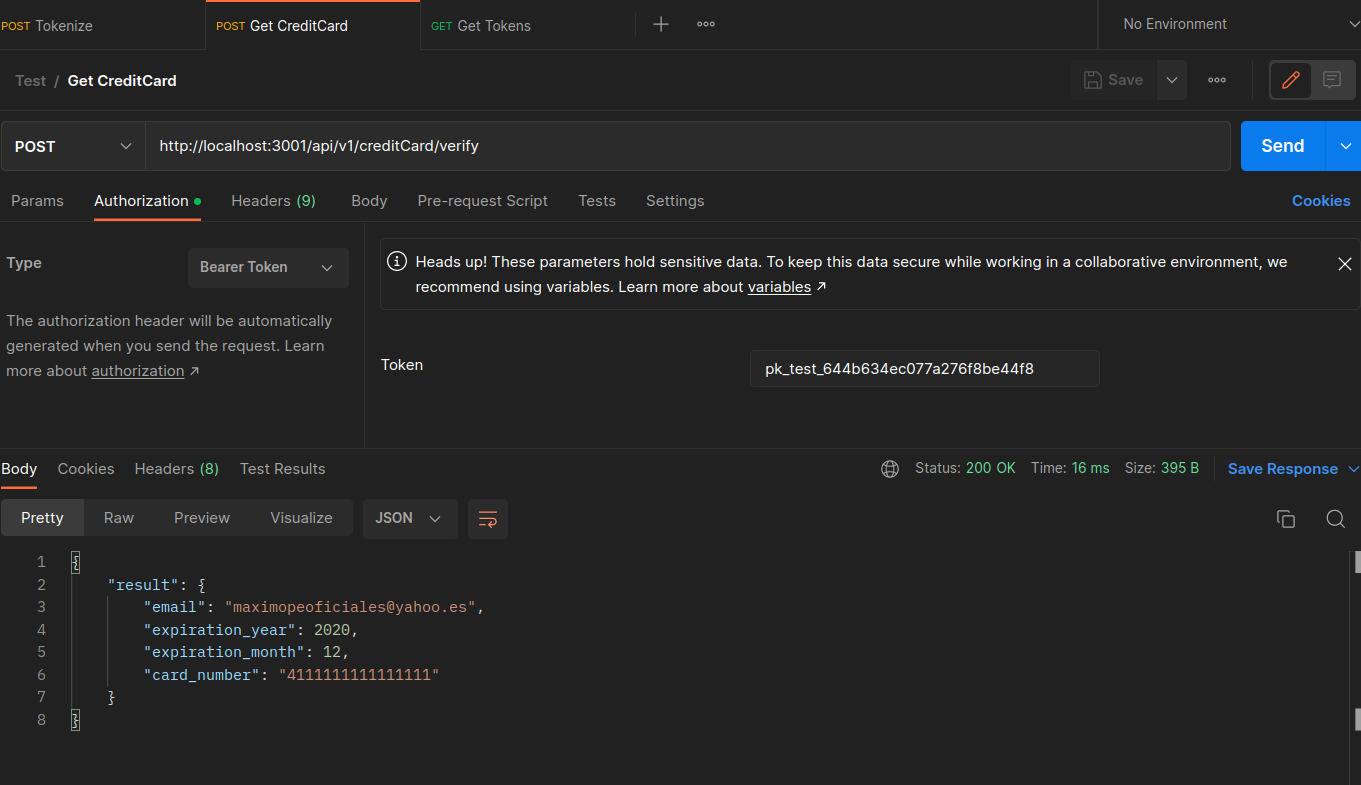 POST Tokenize POST Get CreditCard GET Get Tokens No Environment
Test / Get CreditCard Save
POST http://localhost:3001/api/v1/creditCard/verify Send
Params Authorization Headers (9) Body Pre-request Script Tests Settings Cookies
Type Bearer Token
The authorization header will be automatically
generated when you send the request. Learn
more about authorization ↗
Heads up! These parameters hold sensitive data. To keep this data secure while working in a collaborative environment, we
recommend using variables. Learn more about variables ↗
Token pk_test_644b634ec077a276f8be44f8
Body Cookies Headers (8) Test Results Status: 200 OK Time: 16 ms Size: 395 B Save Response
Pretty Raw Preview Visualize JSON
1 {
2 "result": {
3 "email": "maximopeoficiales@yahoo.es",
4 "expiration_year": 2020,
5 "expiration_month": 12,
6 "card_number": "4111111111111111"
7 }
8 }